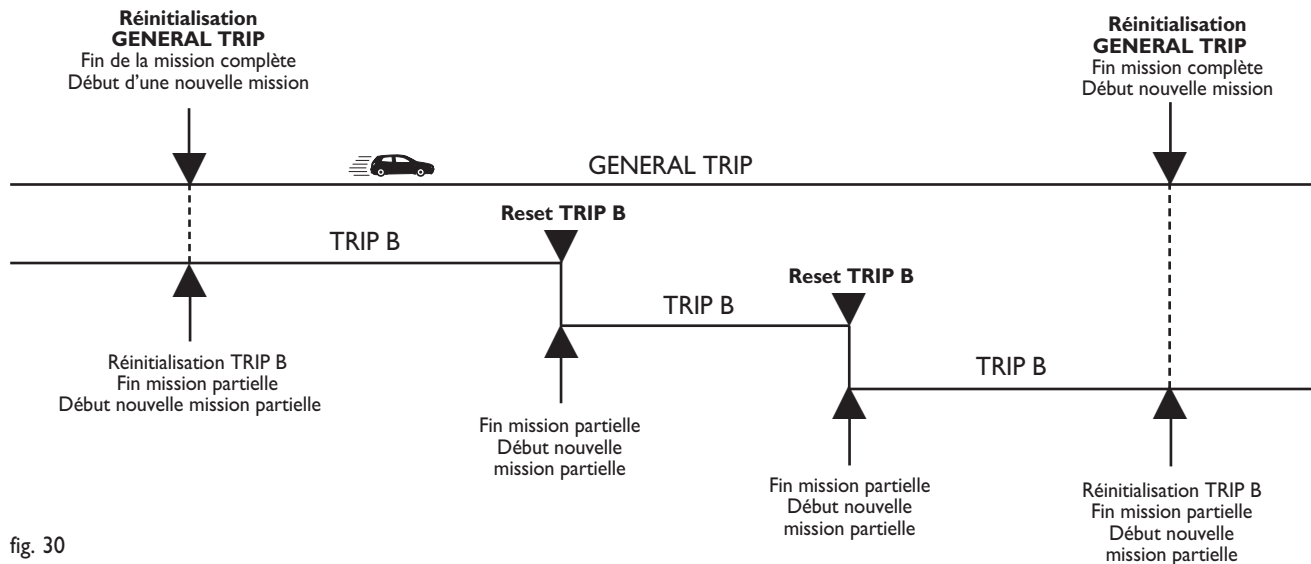 Réinitialisation
GENERAL TRIP
Fin de la mission complète
Début d’une nouvelle mission
Réinitialisation
GENERAL TRIP
Fin mission complète
Début nouvelle mission
GENERAL TRIP
Reset TRIP B
TRIP B
Reset TRIP B
TRIP B
TRIP B
Réinitialisation TRIP B
Fin mission partielle
Début nouvelle mission partielle
Fin mission partielle
Début nouvelle
mission partielle
Fin mission partielle
Début nouvelle
mission partielle
Réinitialisation TRIP B
Fin mission partielle
Début nouvelle
mission partielle
fig. 30